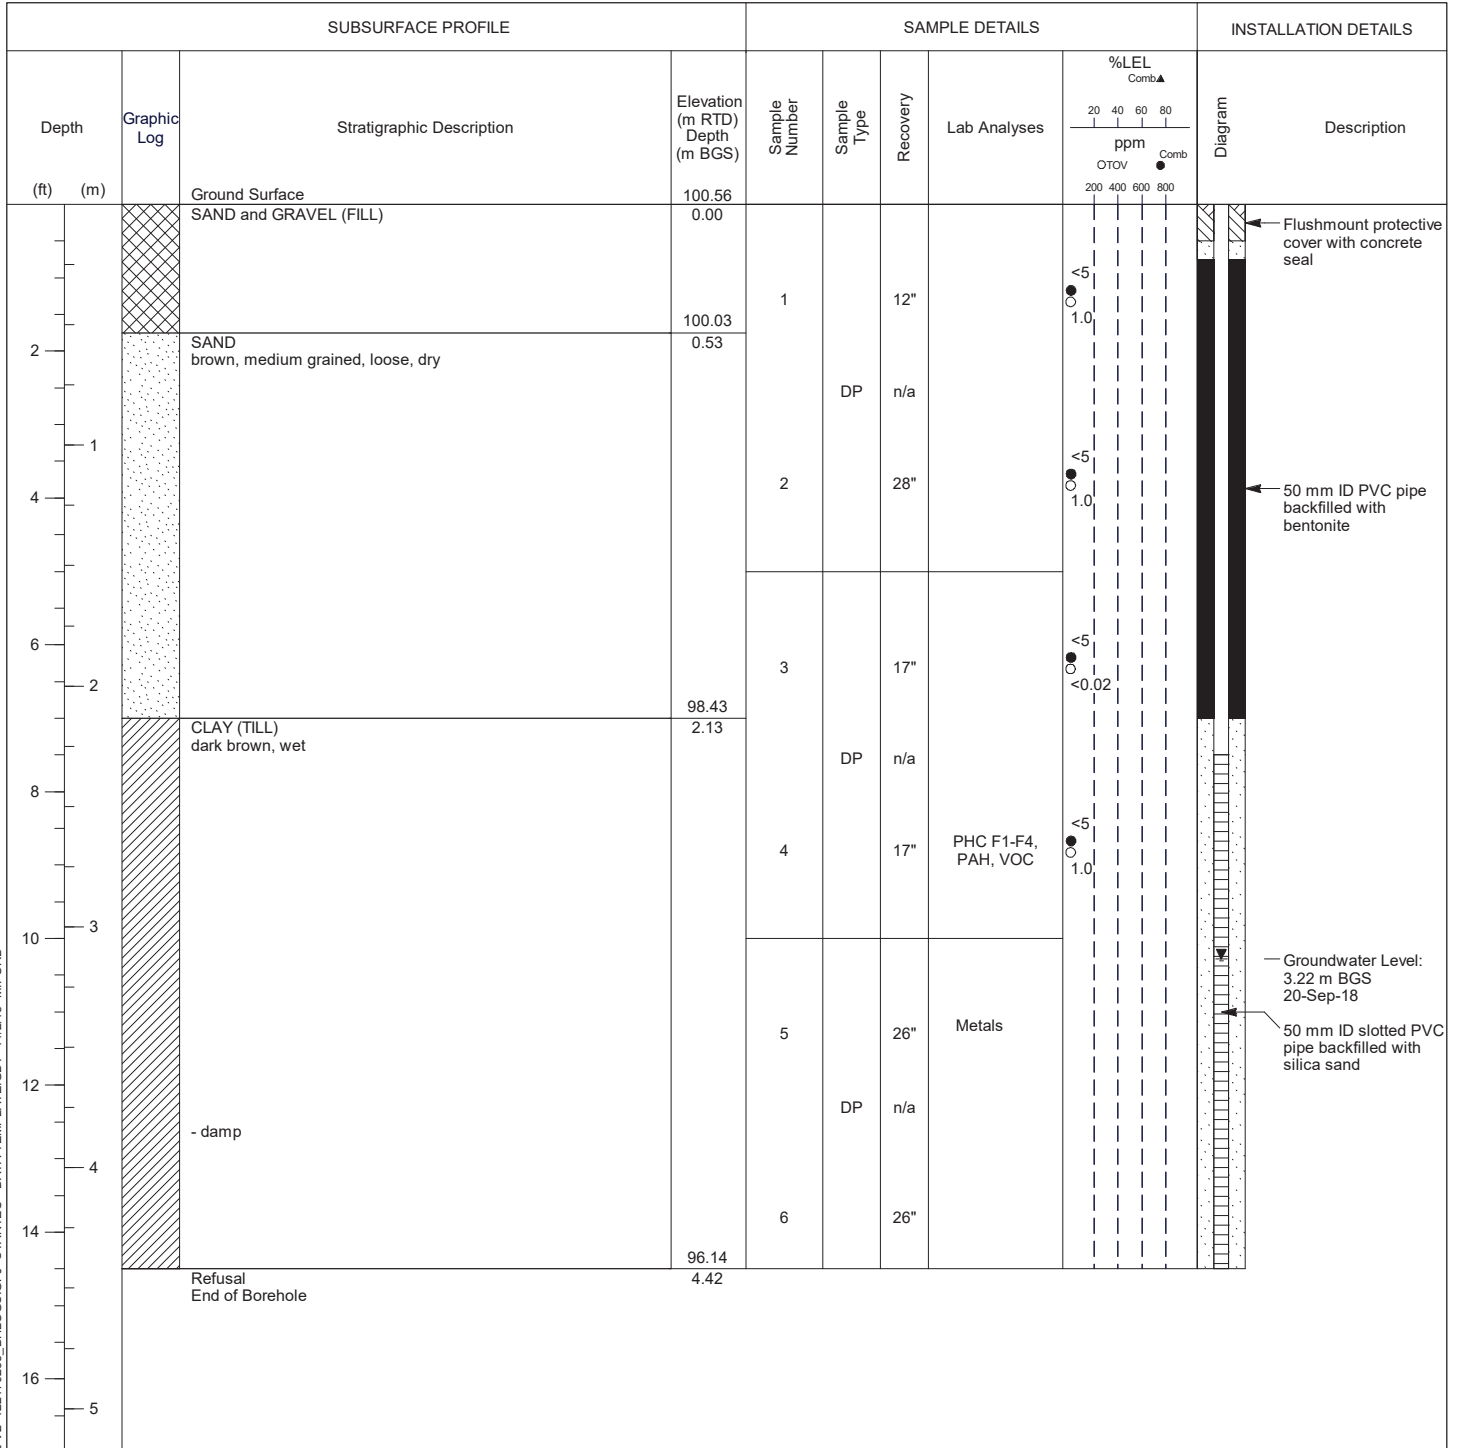 SUBSURFACE PROFILE
SAMPLE DETAILS
INSTALLATION DETAILS
Depth
(ft) (m)
Graphic
Log
Stratigraphic Description
Elevation
(m RTD)
Depth
(m BGS)
Sample
Number
Sample
Type
Recovery
Lab Analyses
%LEL
Comb▲
20 40 60 80
ppm
OTOV ● Comb
200 400 600 800
Diagram
Description
Ground Surface 100.56
SAND and GRAVEL (FILL) 0.00
Flushmount protective
cover with concrete
seal
<5
1 12"
1.0
100.03
SAND 0.53
brown, medium grained, loose, dry
2
DP n/a
1
<5
2 28"
1.0
4
50 mm ID PVC pipe
backfilled with
bentonite
6
<5
3 17"
<0.02
2
98.43
CLAY (TILL) 2.13
dark brown, wet
DP n/a
8
<5
4 17"
PHC F1-F4,
PAH, VOC
1.0
3
10
Groundwater Level:
3.22 m BGS
20-Sep-18
5 26"
Metals
50 mm ID slotted PVC
pipe backfilled with
silica sand
12
DP n/a
- damp
4
6 26"
14
96.14
Refusal 4.42
End of Borehole
16
5